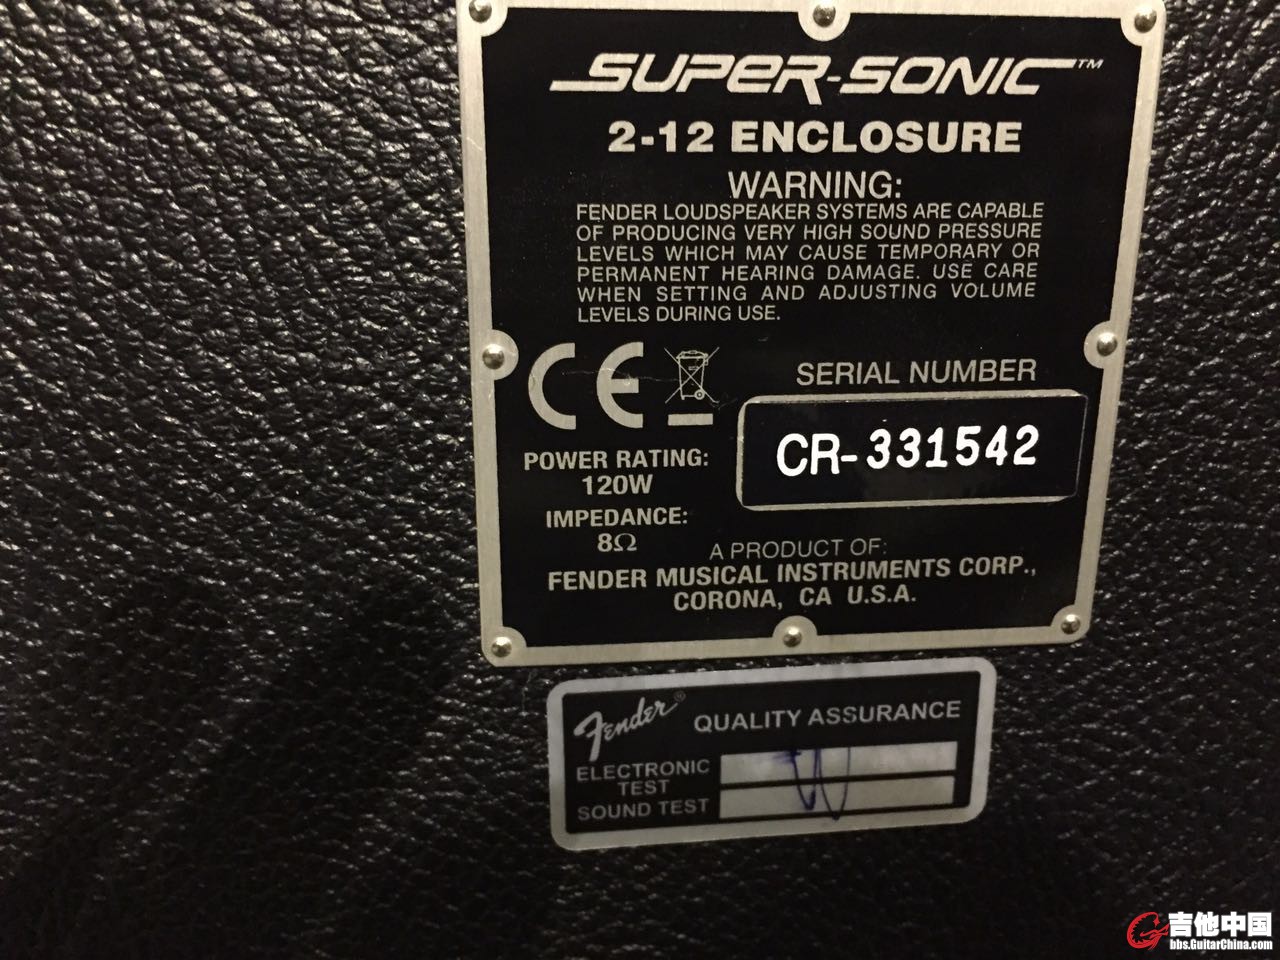 SUPER-SONIC™
2-12 ENCLOSURE
WARNING:
FENDER LOUDSPEAKER SYSTEMS ARE CAPABLE
OF PRODUCING VERY HIGH SOUND PRESSURE
LEVELS WHICH MAY CAUSE TEMPORARY OR
PERMANENT HEARING DAMAGE. USE CARE
WHEN SETTING AND ADJUSTING VOLUME
LEVELS DURING USE.
CE
SERIAL NUMBER
CR-331542
POWER RATING:
120W
IMPEDANCE:
8Ω
A PRODUCT OF:
FENDER MUSICAL INSTRUMENTS CORP.,
CORONA, CA U.S.A.
Fender®
QUALITY ASSURANCE
ELECTRONIC
TEST
SOUND TEST
吉他中国
bbs.GuitarChina.com